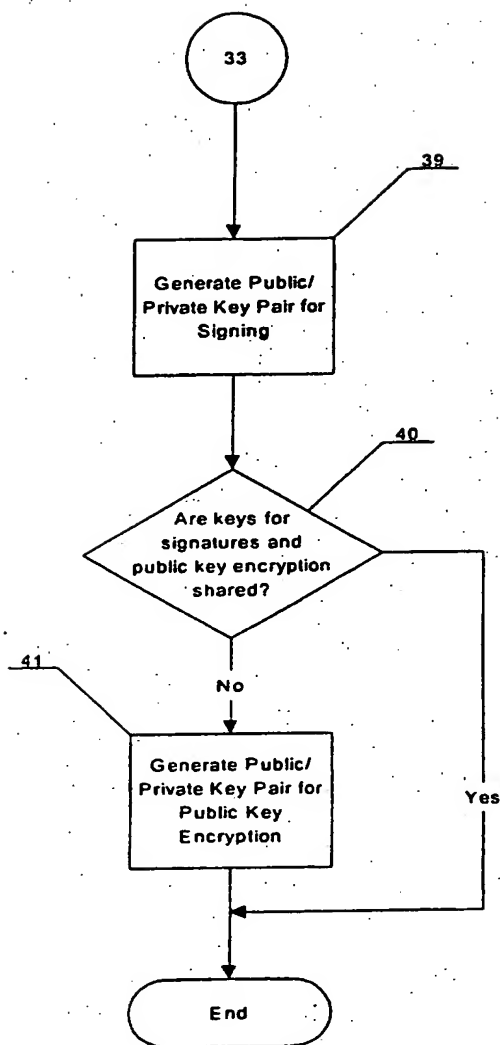 33
39
Generate Public/
Private Key Pair for
Signing
40
Are keys for
signatures and
public key encryption
shared?
41
No
Generate Public/
Private Key Pair for
Public Key
Encryption
Yes
End